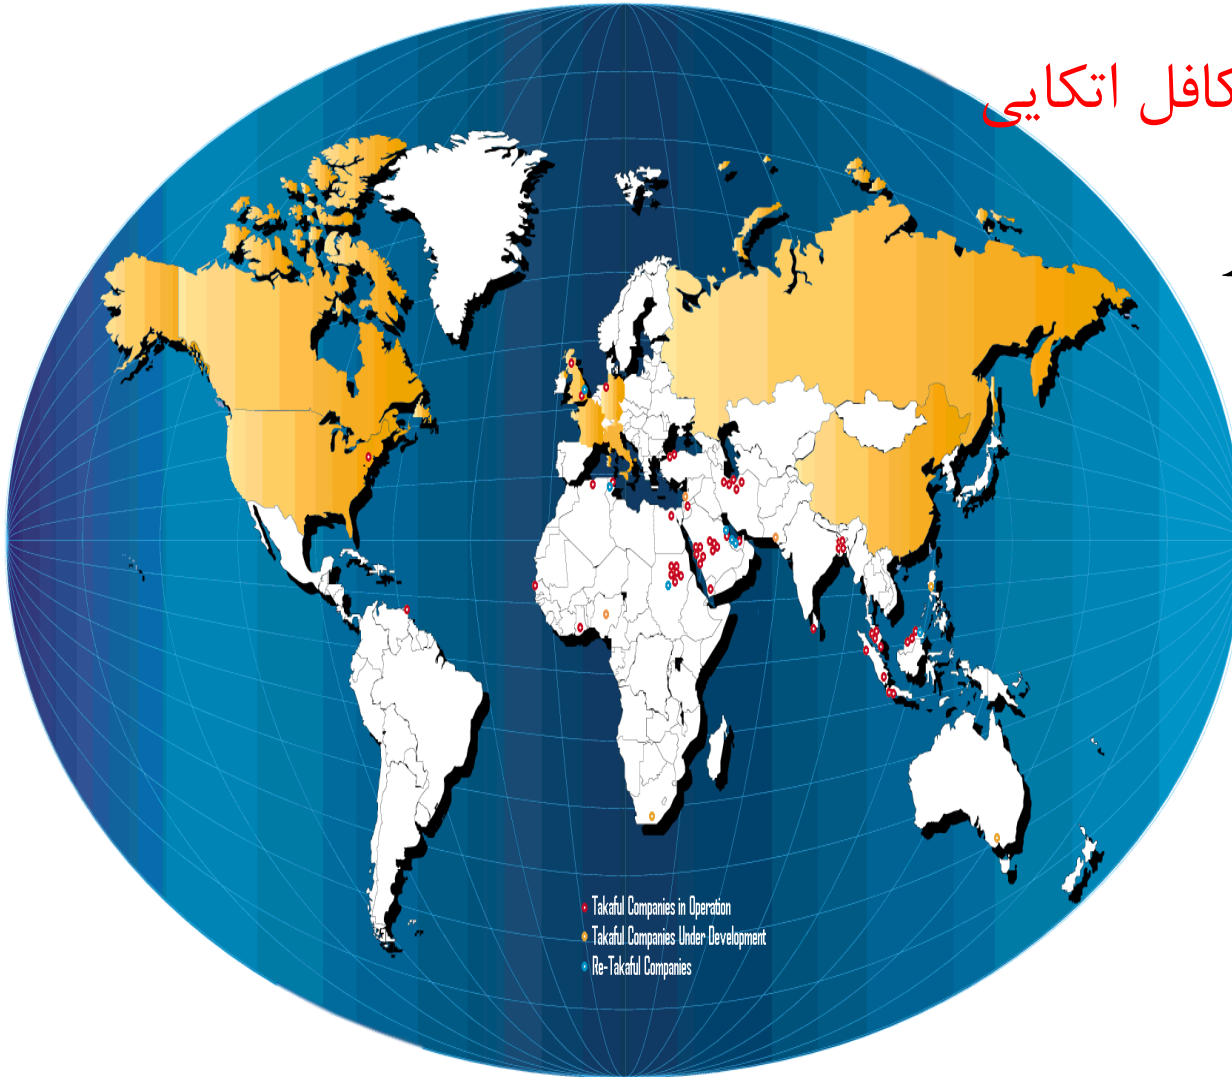 کافل اتکایی
Takaful Companies in Operation
Takaful Companies Under Development
Re-Takaful Companies